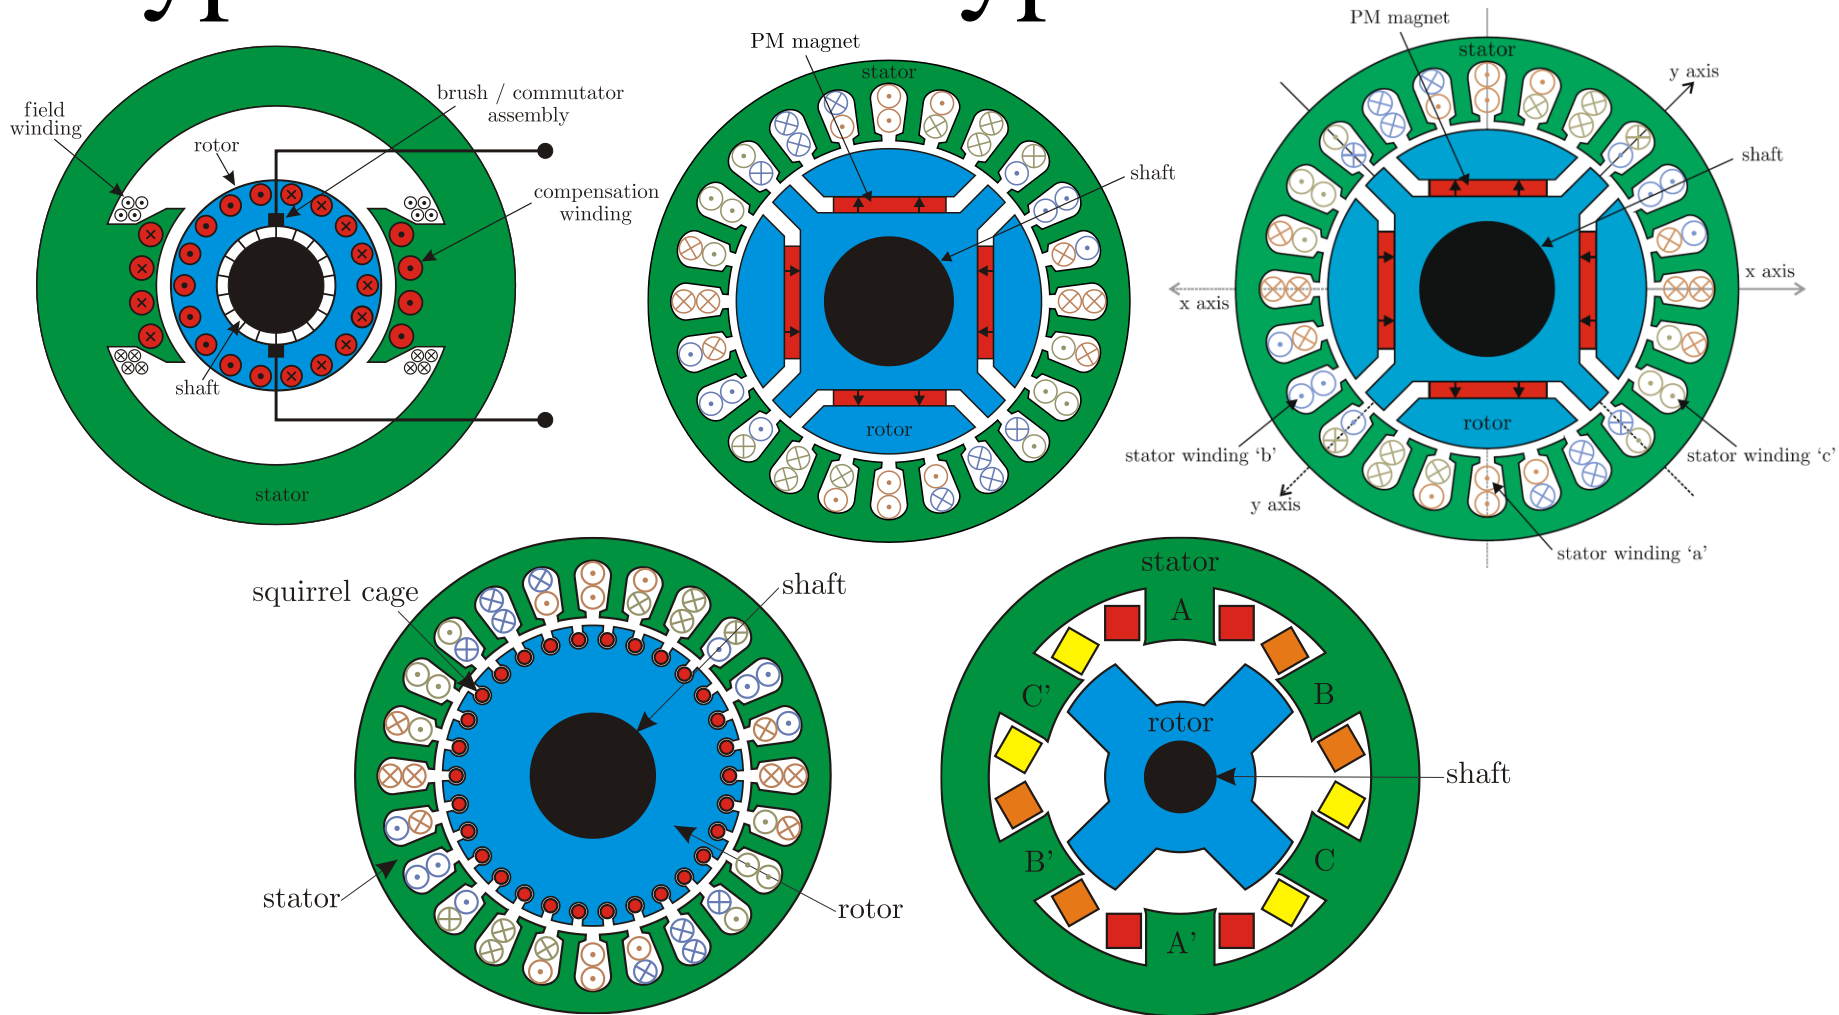 field
winding
rotor
brush / commutator
assembly
compensation
winding
shaft
stator
PM magnet
stator
shaft
rotor
PM magnet
stator
y axis
shaft
x axis
x axis
rotor
stator winding ‘b’
stator winding ‘c’
y axis
stator winding ‘a’
squirrel cage
shaft
stator
rotor
stator
A
B
C’
rotor
shaft
B’
C
A’